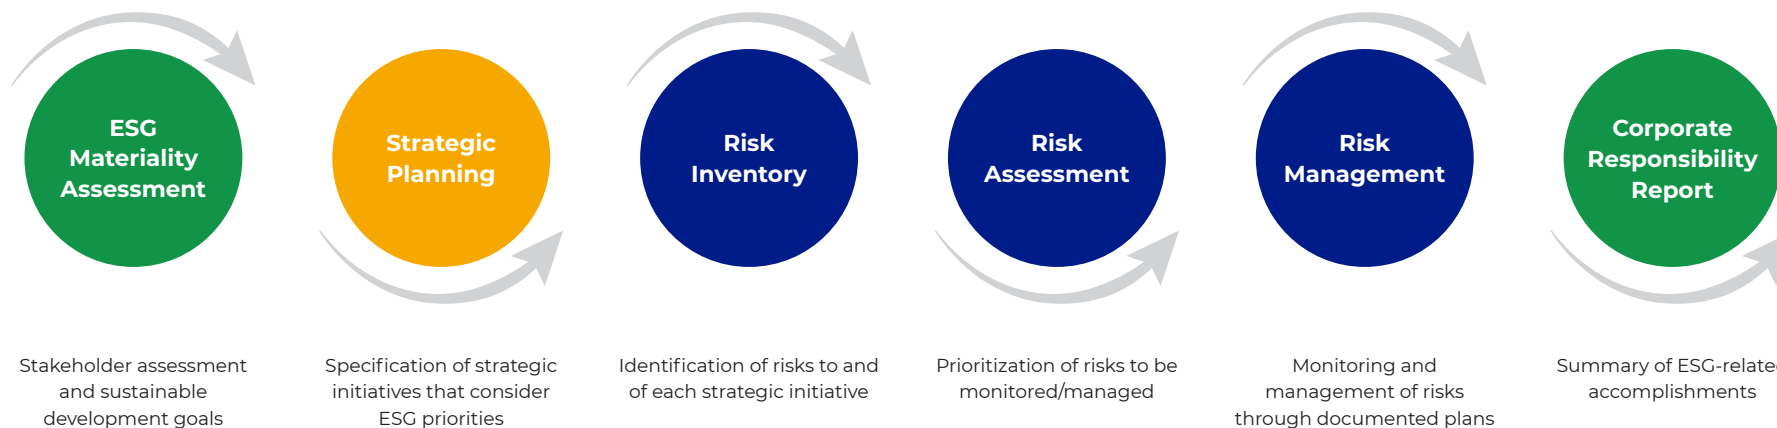 ESG
Materiality
Assessment
Stakeholder assessment
and sustainable
development goals
Strategic
Planning
Specification of strategic
initiatives that consider
ESG priorities
Risk
Inventory
Identification of risks to and
of each strategic initiative
Risk
Assessment
Prioritization of risks to be
monitored/managed
Risk
Management
Monitoring and
management of risks
through documented plans
Corporate
Responsibility
Report
Summary of ESG-related
accomplishments